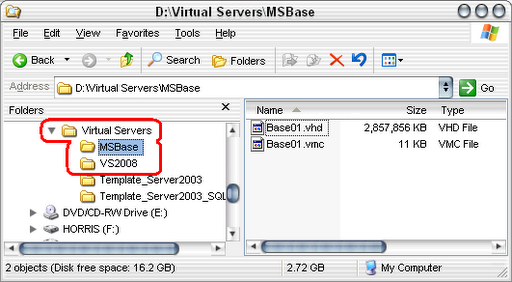 D:\Virtual Servers\MSBase
File Edit View Favorites Tools Help
Back Search Folders
Address D:\Virtual Servers\MSBase Go
Folders
Virtual Servers
MSBase
VS2008
Template_Server2003
Template_Server2003_SQL
DVD/CD-RW Drive (E:)
HORRIS (F:)
Name Size Type
Base01.vhd 2,857,856 KB VHD File
Base01.vmc 11 KB VMC File
2 objects (Disk free space: 16.2 GB) 2.72 GB My Computer